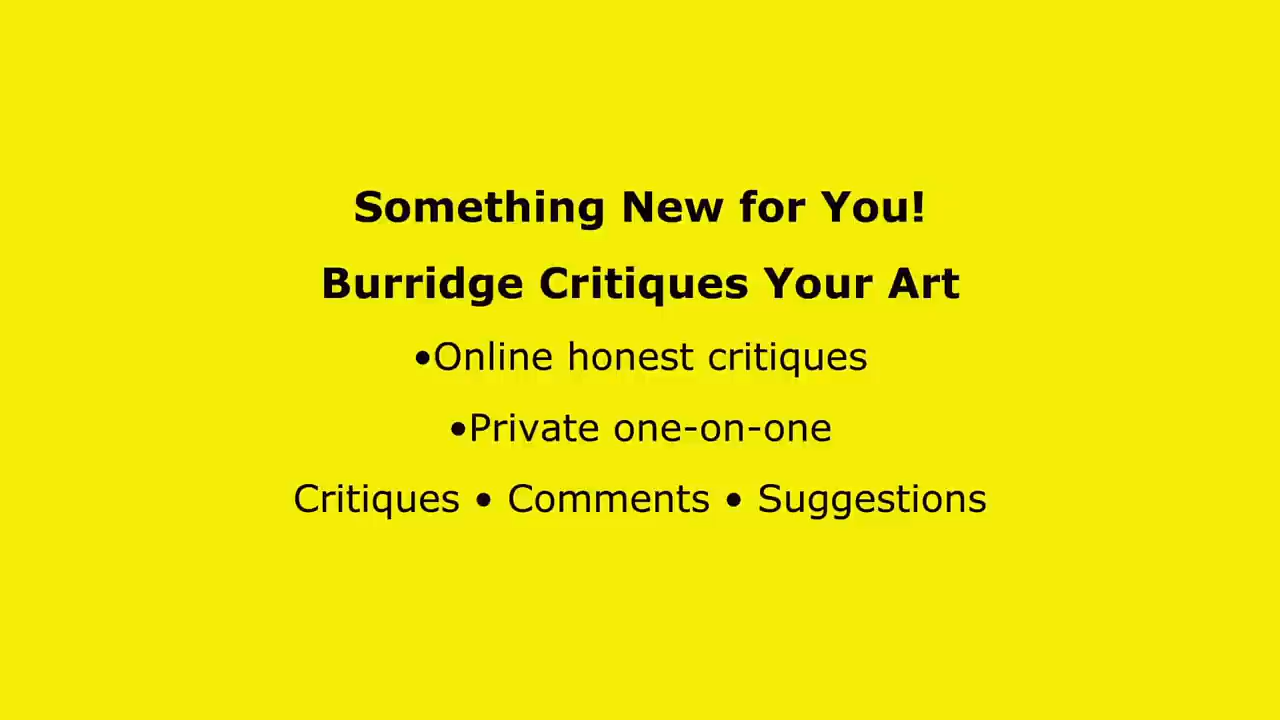 Something New for You!
Burridge Critiques Your Art
•Online honest critiques
•Private one-on-one
Critiques • Comments • Suggestions